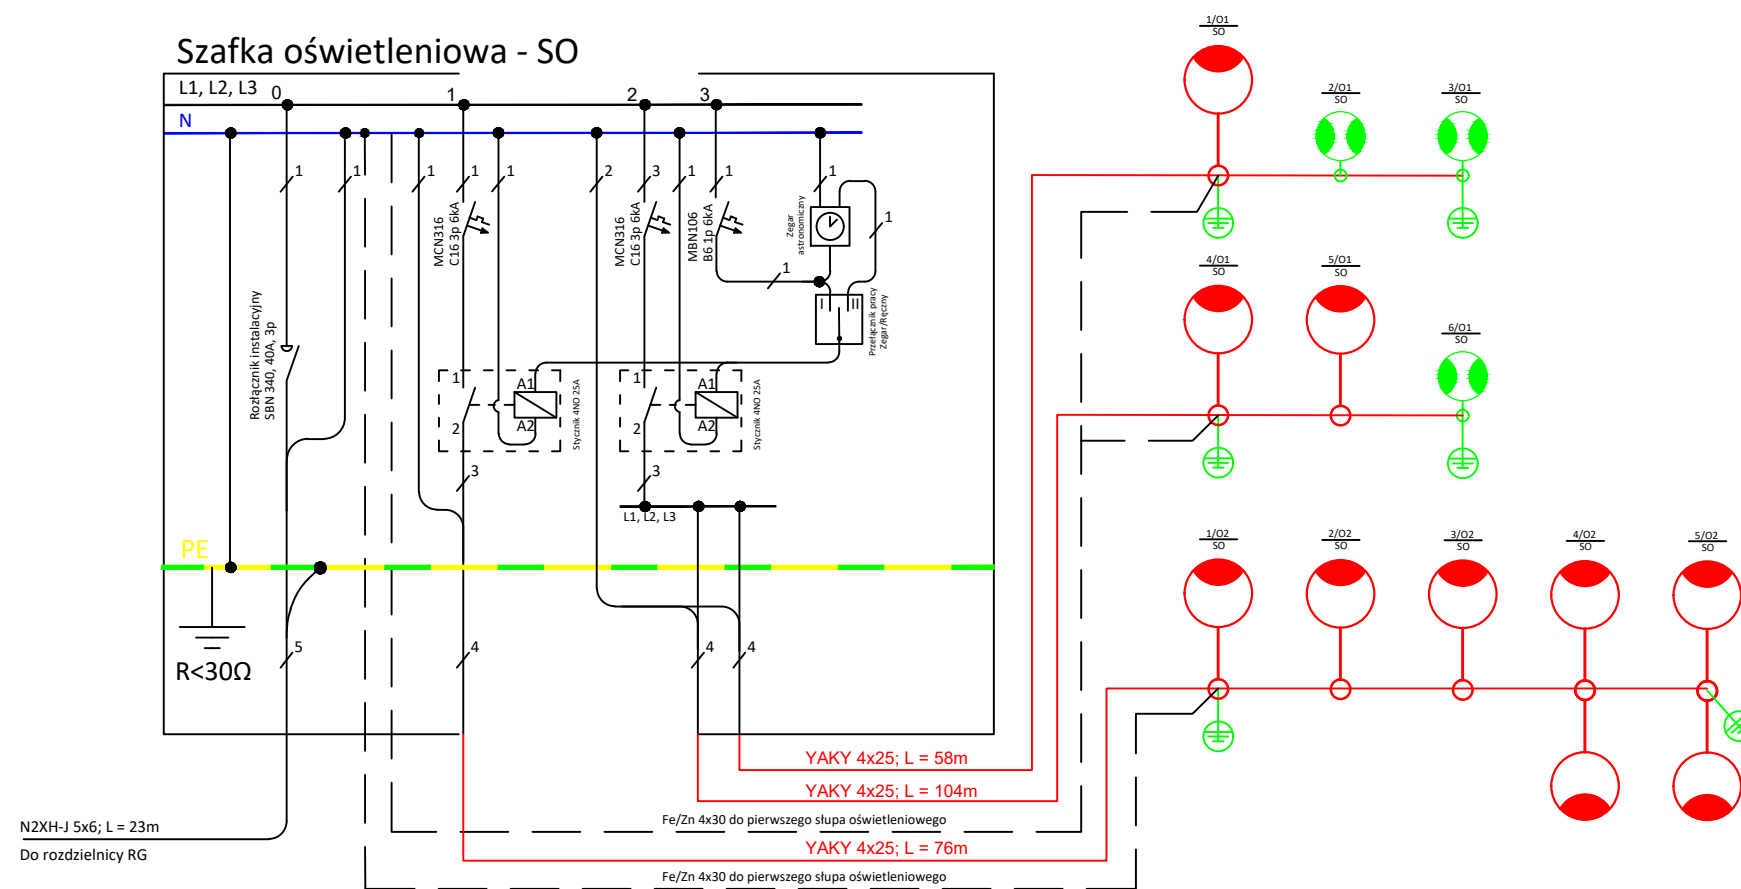 Szafka oświetleniowa - SO
L1, L2, L3
0
1
2
3
N
1
1
1
1
1
2
3
1
1
1
1
1
MCN316
C16 3p 6kA
MCN316
C16 3p 6kA
MBN106
B6 1p 6kA
Zegar
astronomiczny
I
II
Przełącznik pracy
Zegar/Ręczny
Rozłącznik instalacyjny
SBN 340, 40A, 3p
1
A1
A2
2
Stycznik 4NO 25A
1
A1
A2
2
Stycznik 4NO 25A
3
3
L1, L2, L3
PE
R<30Ω
5
4
4
4
YAKY 4x25; L = 58m
YAKY 4x25; L = 104m
Fe/Zn 4x30 do pierwszego słupa oświetleniowego
YAKY 4x25; L = 76m
Fe/Zn 4x30 do pierwszego słupa oświetleniowego
N2XH-J 5x6; L = 23m
Do rozdzielnicy RG
1/O1
SO
2/O1
SO
3/O1
SO
4/O1
SO
5/O1
SO
6/O1
SO
1/O2
SO
2/O2
SO
3/O2
SO
4/O2
SO
5/O2
SO